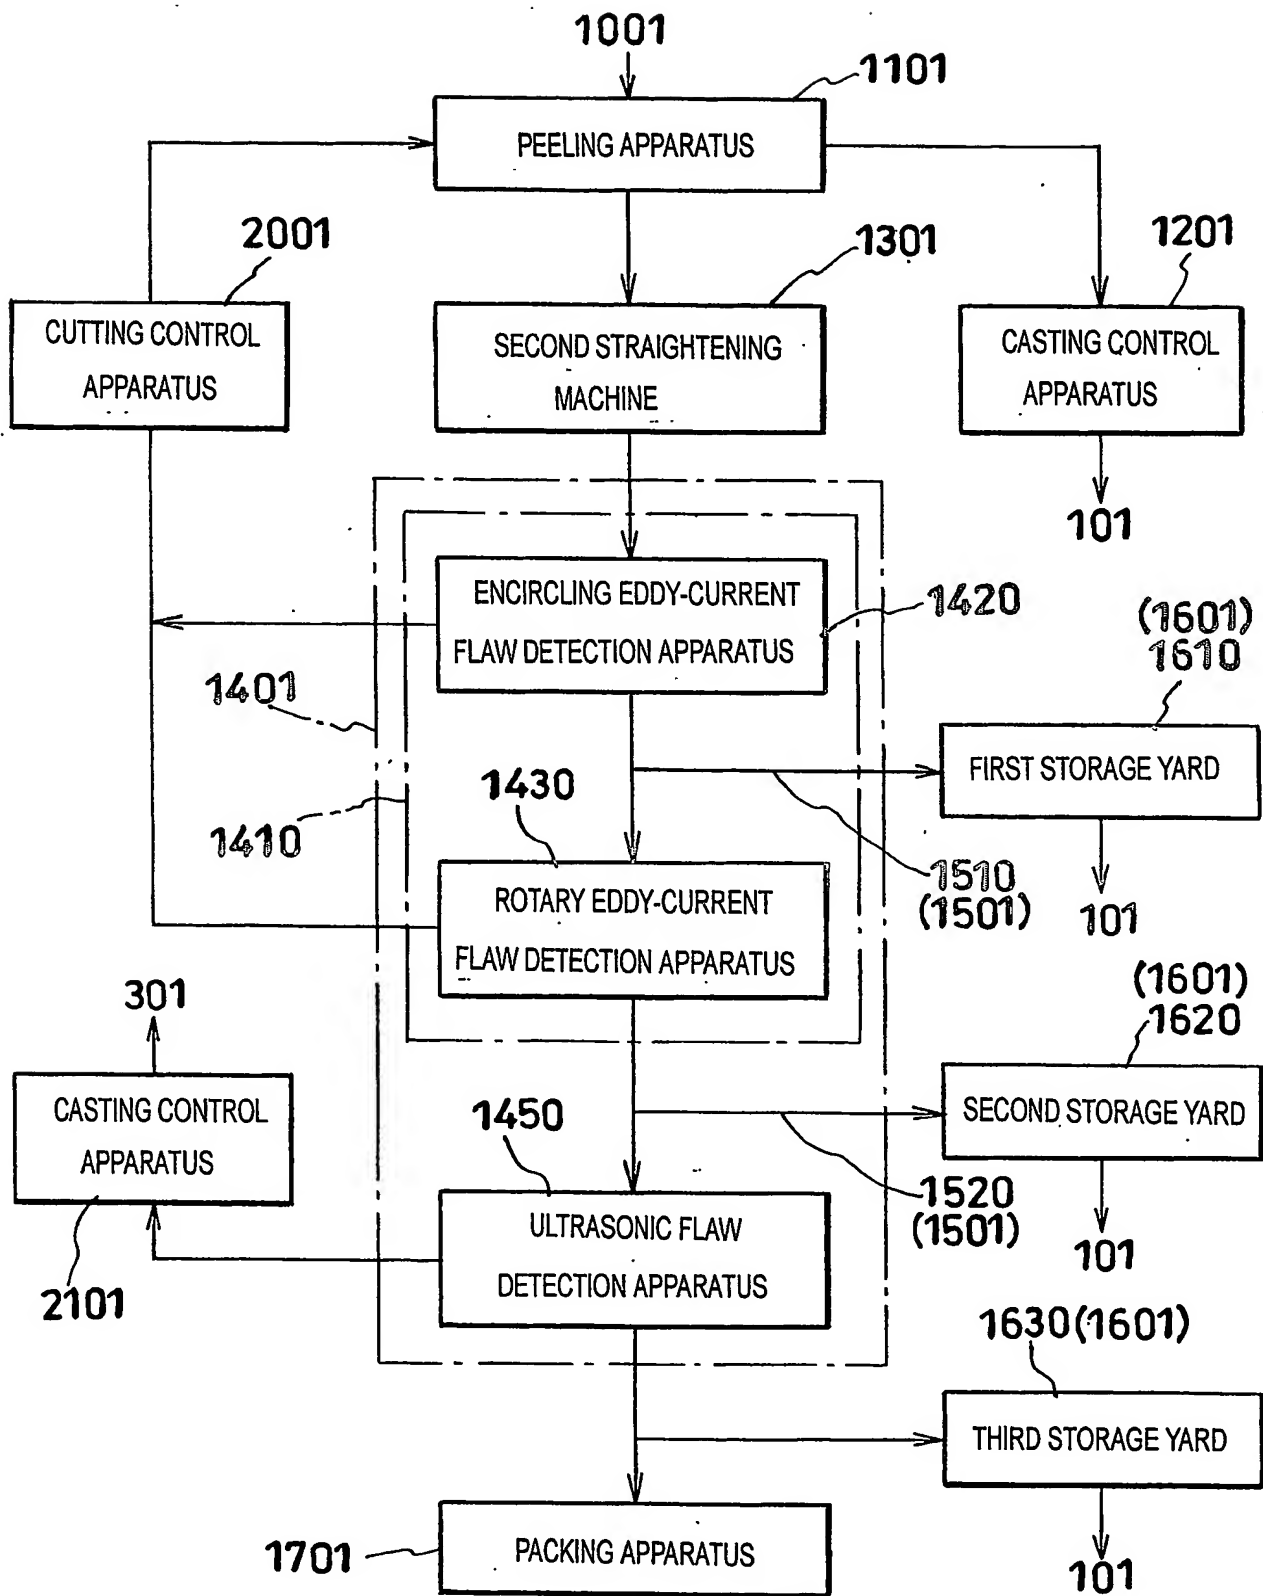 1001
1101
PEELING APPARATUS
2001
1301
1201
CUTTING CONTROL
APPARATUS
SECOND STRAIGHTENING
MACHINE
CASTING CONTROL
APPARATUS
101
ENCIRCLING EDDY-CURRENT
FLAW DETECTION APPARATUS
1420
(1601)
1610
1401
FIRST STORAGE YARD
1430
1410
1510
(1501)
101
ROTARY EDDY-CURRENT
FLAW DETECTION APPARATUS
301
(1601)
1620
CASTING CONTROL
APPARATUS
1450
SECOND STORAGE YARD
1520
(1501)
101
ULTRASONIC FLAW
DETECTION APPARATUS
2101
1630(1601)
THIRD STORAGE YARD
1701
PACKING APPARATUS
101